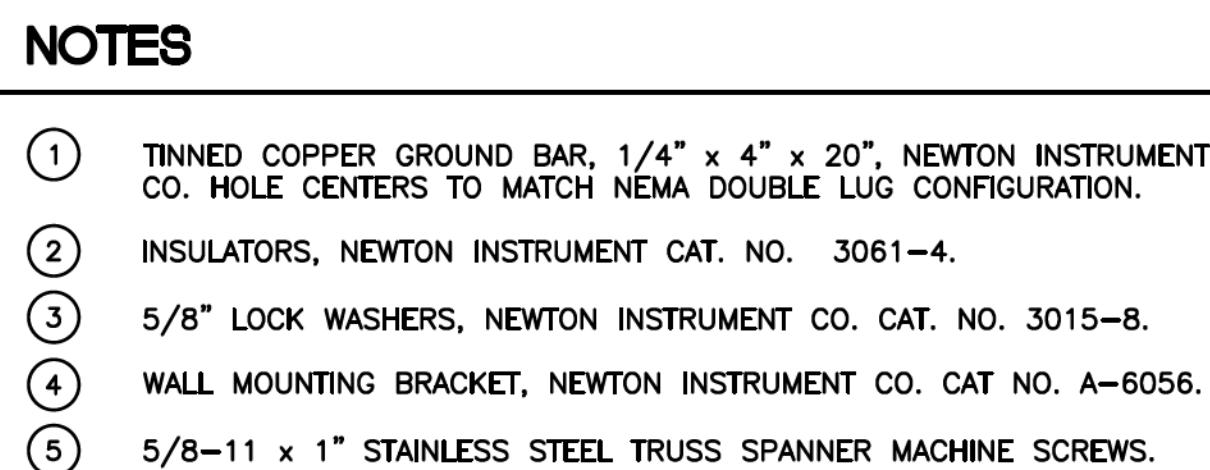 NOTES
1 TINNED COPPER GROUND BAR, 1/4" x 4" x 20", NEWTON INSTRUMENT
CO. HOLE CENTERS TO MATCH NEMA DOUBLE LUG CONFIGURATION.
2 INSULATORS, NEWTON INSTRUMENT CAT. NO. 3061-4.
3 5/8" LOCK WASHERS, NEWTON INSTRUMENT CO. CAT. NO. 3015-8.
4 WALL MOUNTING BRACKET, NEWTON INSTRUMENT CO. CAT NO. A-6056.
5 5/8-11 x 1" STAINLESS STEEL TRUSS SPANNER MACHINE SCREWS.